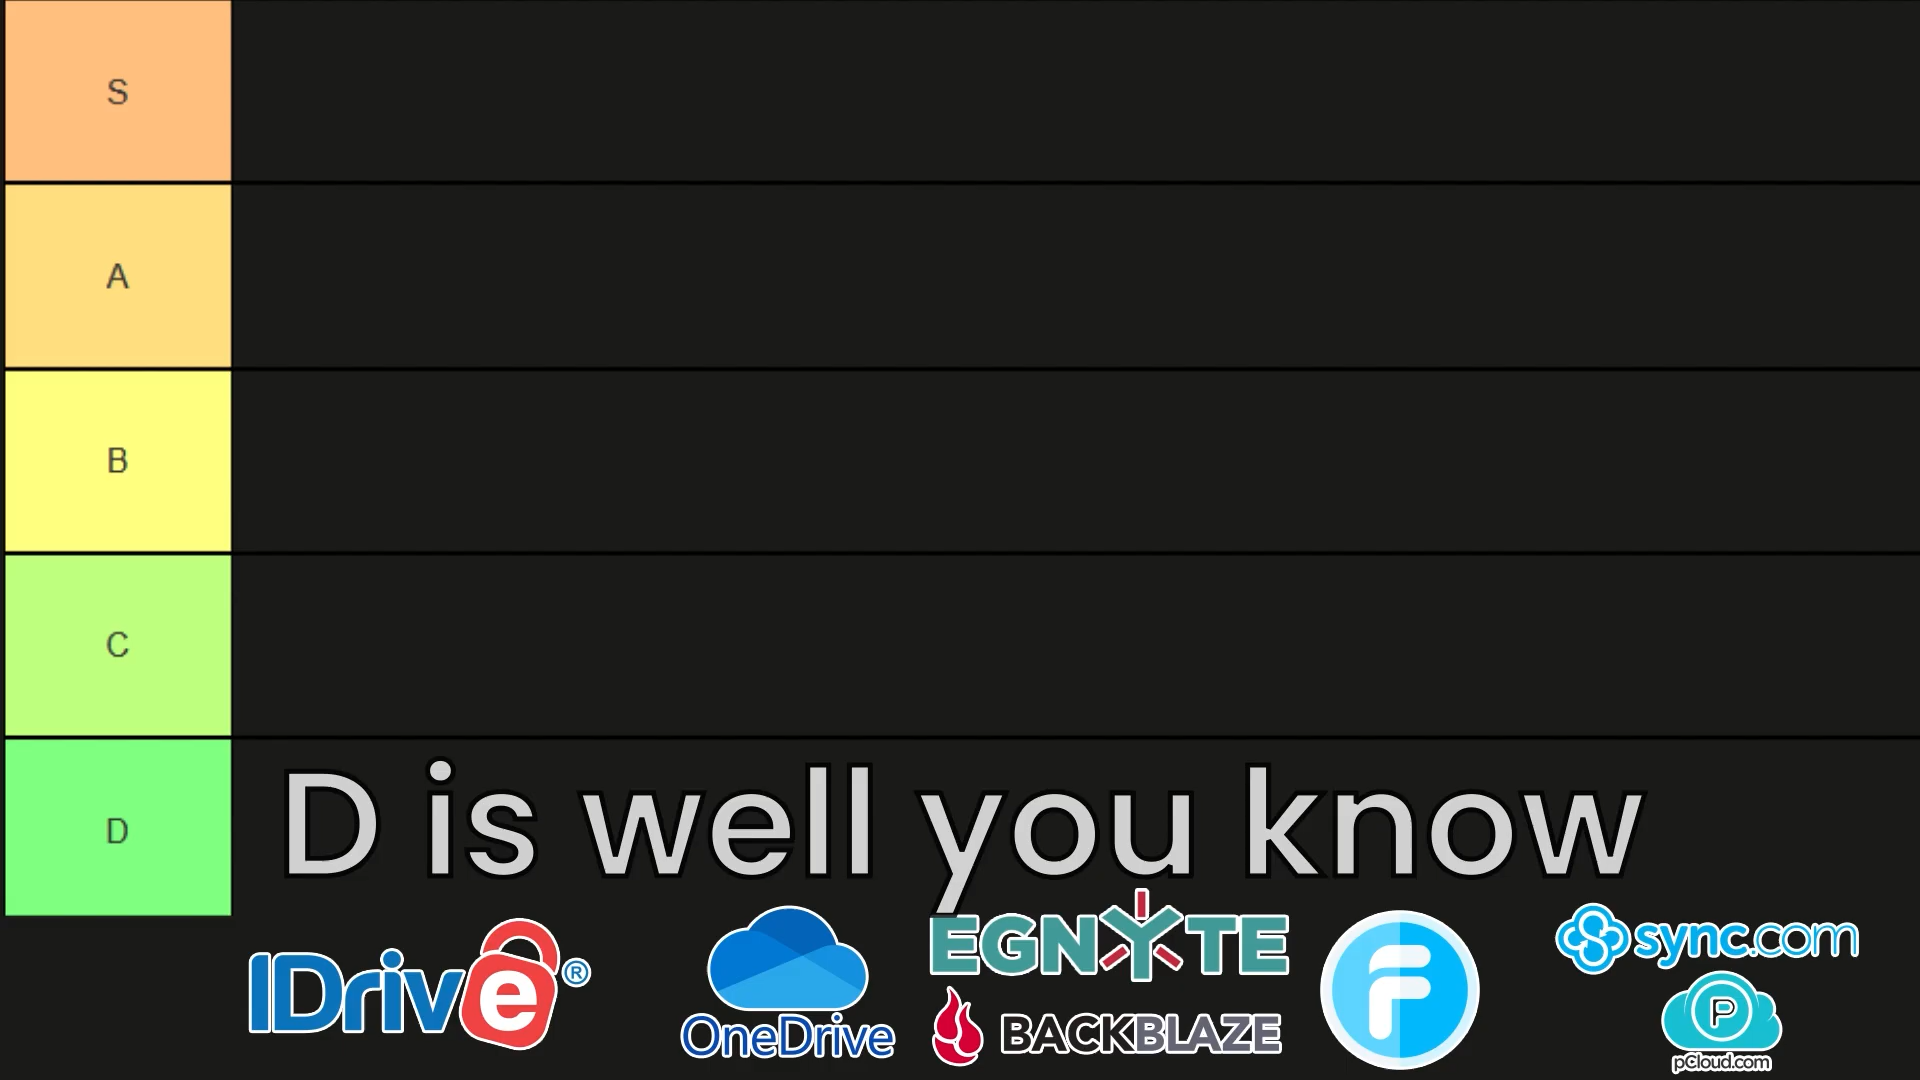 S
A
B
C
D
D is well you know
IDrive®
OneDrive
EGNYTE
BACKBLAZE
F
sync.com
P
pCloud.com